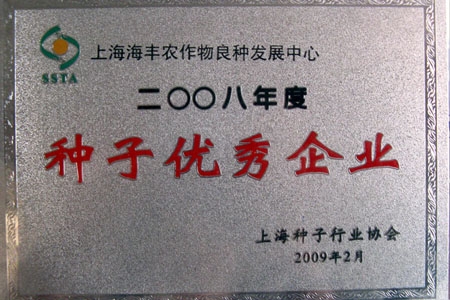 上海海丰农作物良种发展中心
SSTA
二〇〇八年度
种子优秀企业
上海种子行业协会
2009年2月